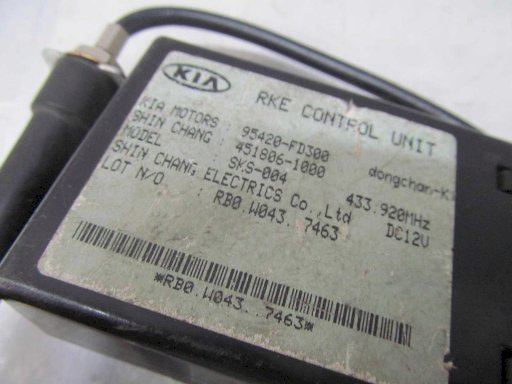 KIA RKE CONTROL UNIT
KIA MOTORS : 95420-FD300
SHIN CHANG : 451806-1000 dongchan-K
MODEL : SKS-004 433.920MHz
SHIN CHANG ELECTRICS Co.,Ltd DC12V
LOT N/O : RB0.W043..7463
*RB0.W043..7463*